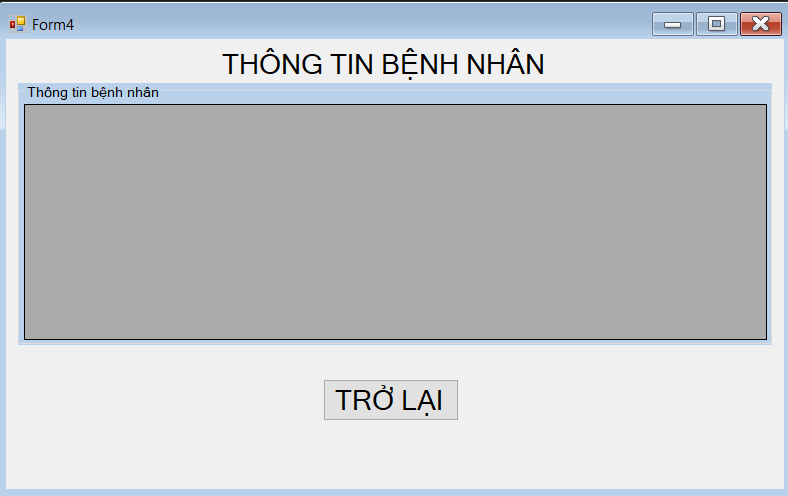 Form4
THÔNG TIN BỆNH NHÂN
Thông tin bệnh nhân
TRỞ LẠI